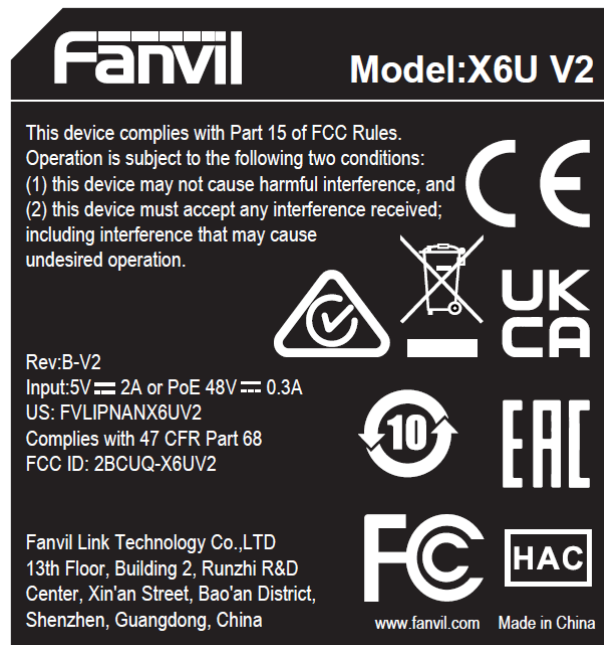 Fanvil
Model:X6U V2
This device complies with Part 15 of FCC Rules.
Operation is subject to the following two conditions:
(1) this device may not cause harmful interference, and
(2) this device must accept any interference received;
including interference that may cause
undesired operation.
CE
UK
CA
Rev:B-V2
Input:5V⎓2A or PoE 48V⎓0.3A
US: FVLIPNANX6UV2
Complies with 47 CFR Part 68
FCC ID: 2BCUQ-X6UV2
10
EAC
Fanvil Link Technology Co.,LTD
13th Floor, Building 2, Runzhi R&D
Center, Xin'an Street, Bao'an District,
Shenzhen, Guangdong, China
FC
HAC
www.fanvil.com
Made in China